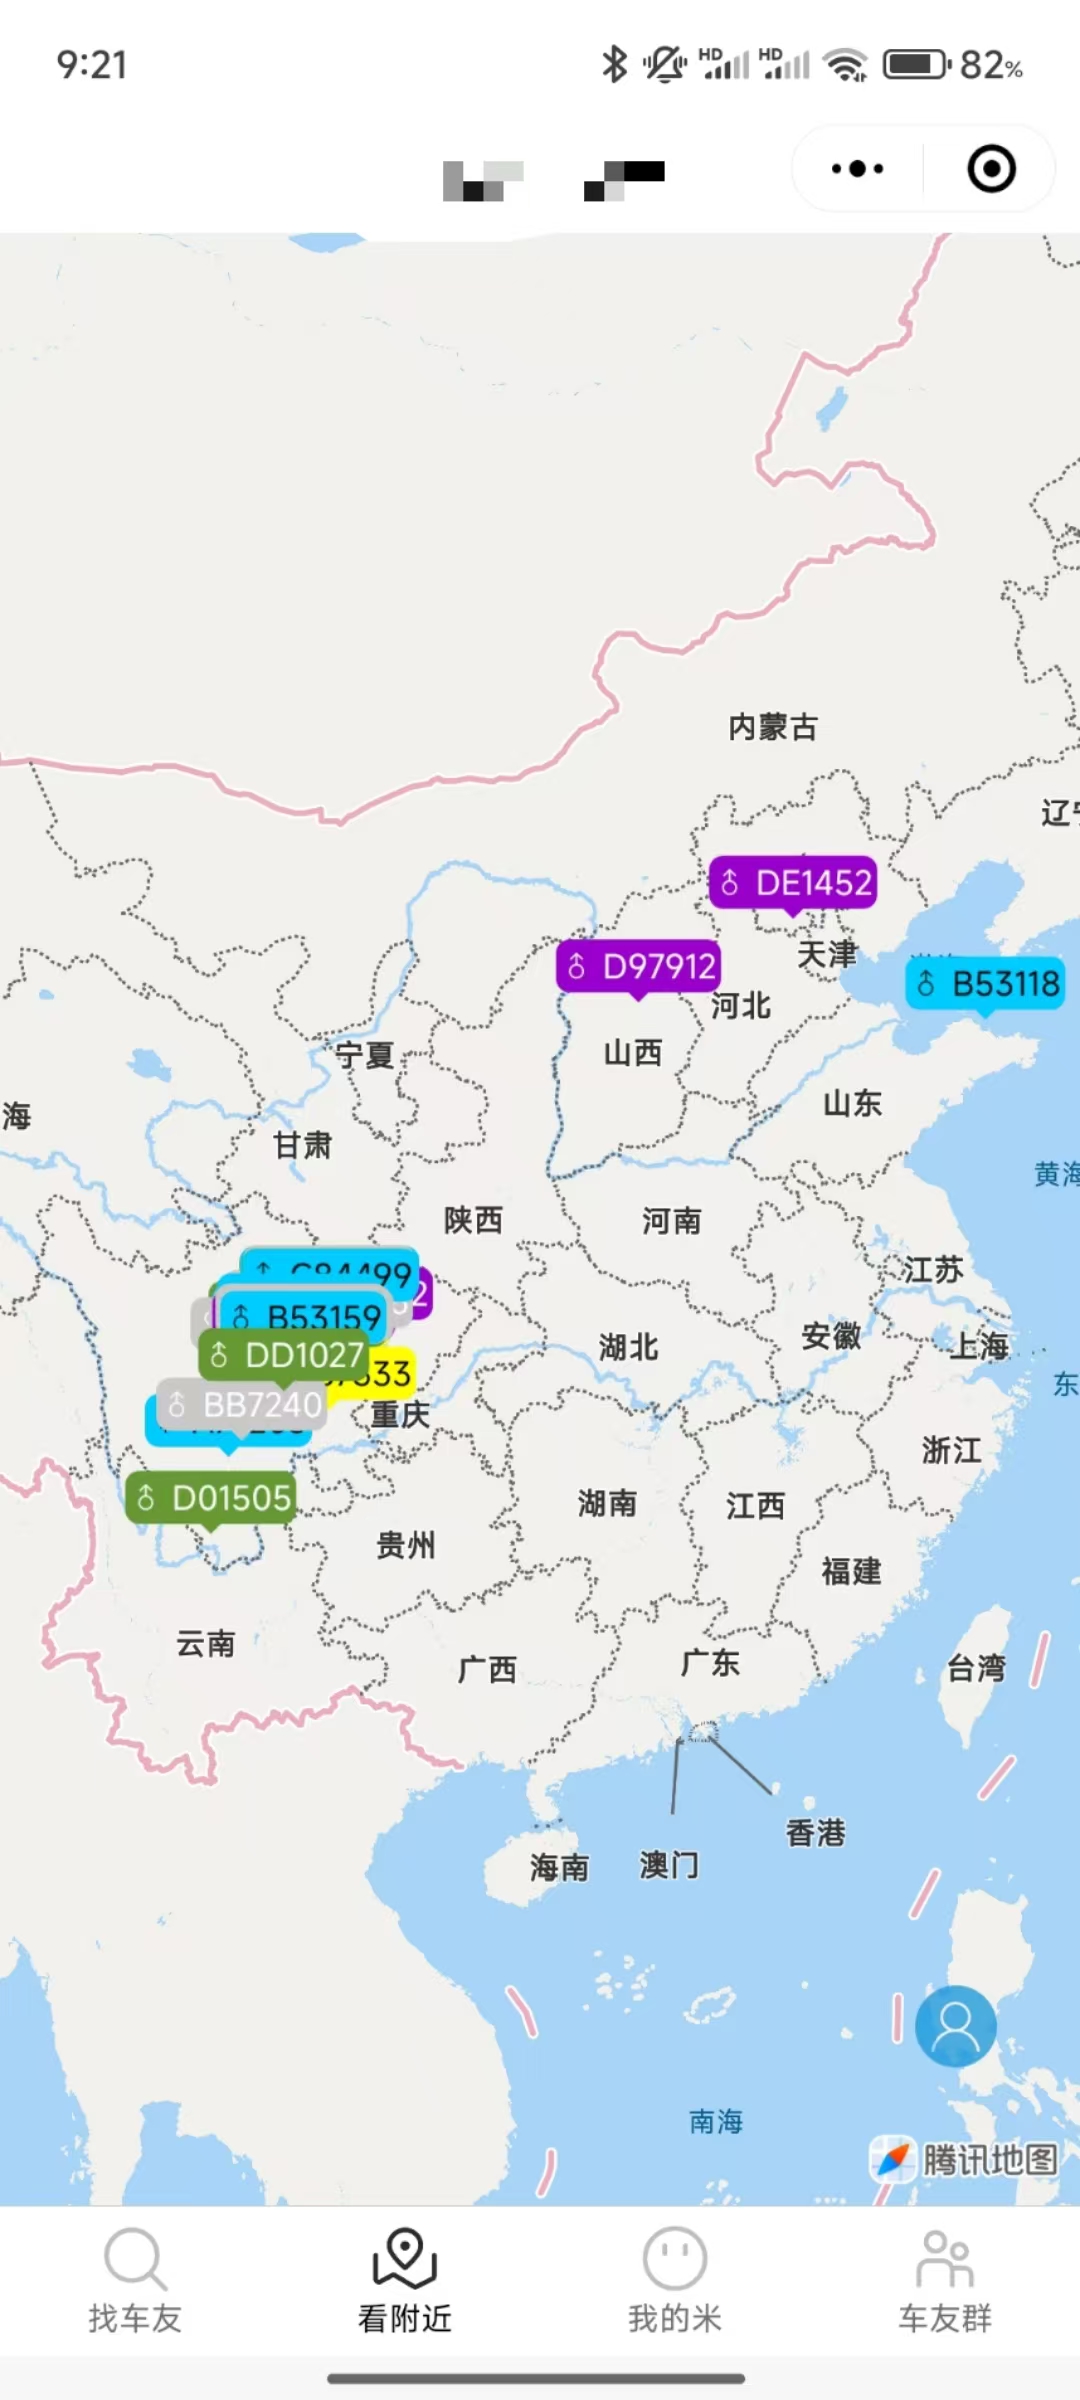 9:21
HD HD 82%
内蒙古
DE1452
天津
D97912
B53118
河北
山西
宁夏
山东
海
甘肃
黄海
陕西
河南
江苏
C84499
B53159
安徽
湖北
上海
DD1027
33
东
BB7240
重庆
浙江
D01505
湖南
江西
贵州
福建
云南
广西
广东
台湾
香港
澳门
海南
南海
腾讯地图
找车友
看附近
我的米
车友群